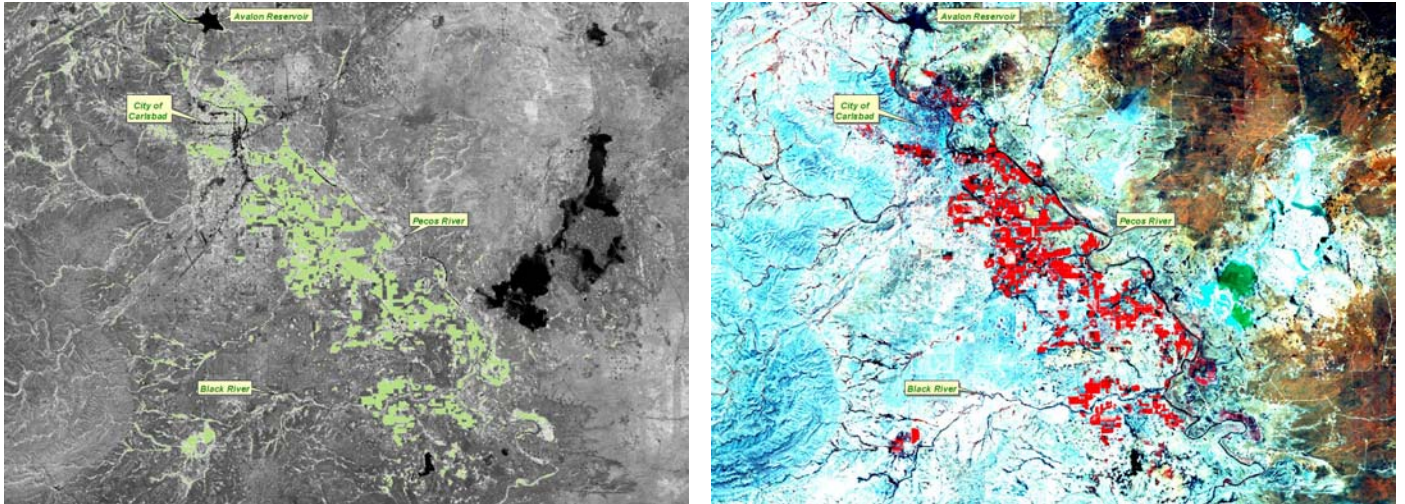 Avalon Reservoir
City of
Carlsbad
Pecos River
Black River
Avalon Reservoir
City of
Carlsbad
Pecos River
Black River